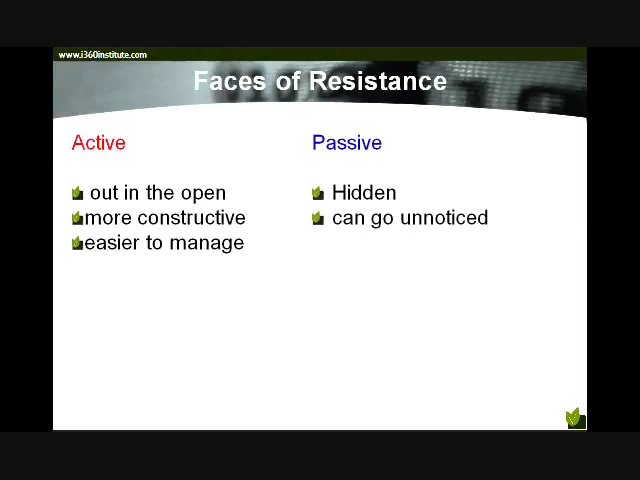 www.i360institute.com
Faces of Resistance
Active
out in the open
more constructive
easier to manage
Passive
Hidden
can go unnoticed